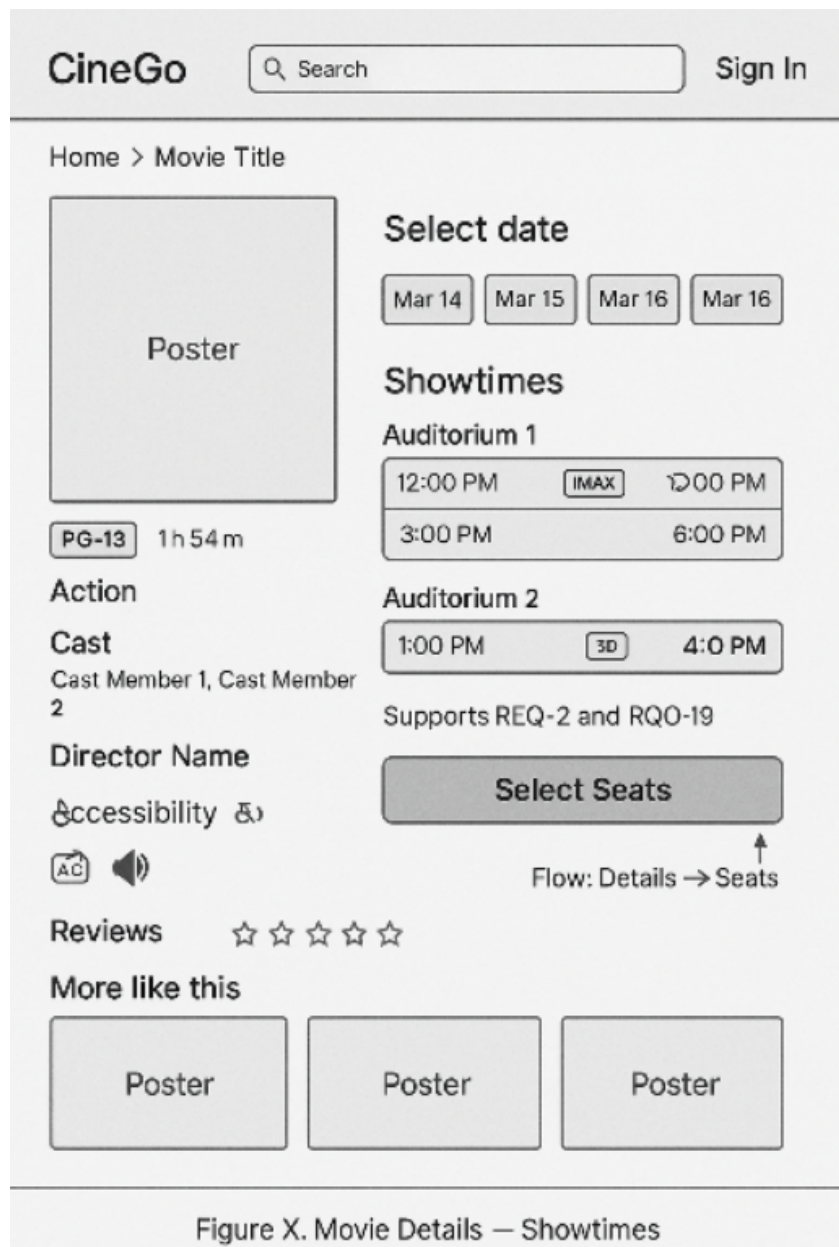 CineGo
Search
Sign In
Home > Movie Title
Poster
PG-13 1h 54m
Action
Cast
Cast Member 1, Cast Member
2
Director Name
Accessibility
AC
Reviews
Select date
Mar 14 Mar 15 Mar 16 Mar 16
Showtimes
Auditorium 1
12:00 PM IMAX 00 PM
3:00 PM 6:00 PM
Auditorium 2
1:00 PM 3D 4:0 PM
Supports REQ-2 and RQO-19
Select Seats
Flow: Details → Seats
More like this
Poster Poster Poster
Figure X. Movie Details — Showtimes